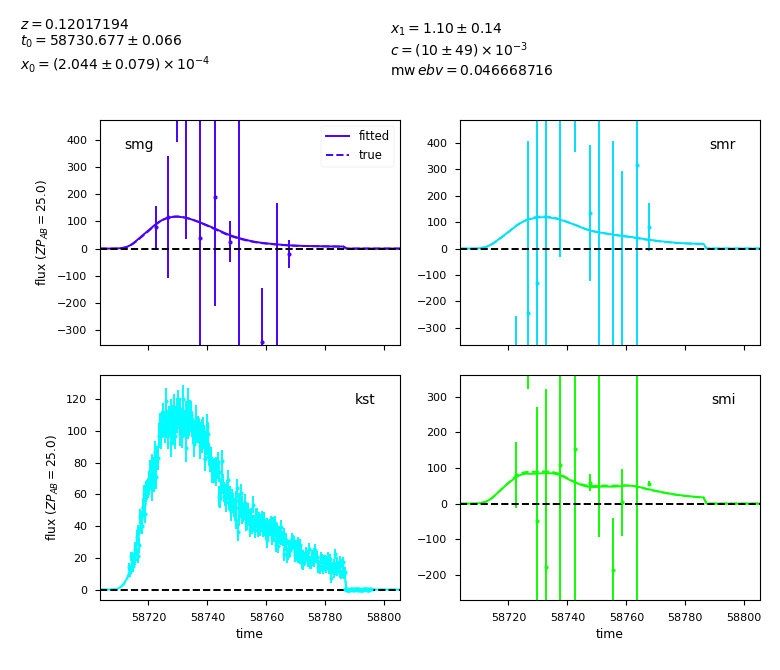 z = 0.12017194
t₀ = 58730.677 ± 0.066
x₀ = (2.044 ± 0.079) × 10⁻⁴
x₁ = 1.10 ± 0.14
c = (10 ± 49) × 10⁻³
mw ebv = 0.046668716
smg
fitted
true
400
300
200
100
0
−100
−200
−300
flux (ZP_AB = 25.0)
smr
400
300
200
100
0
−100
−200
−300
kst
120
100
80
60
40
20
0
flux (ZP_AB = 25.0)
58720 58740 58760 58780 58800
time
smi
300
200
100
0
−100
−200
58720 58740 58760 58780 58800
time